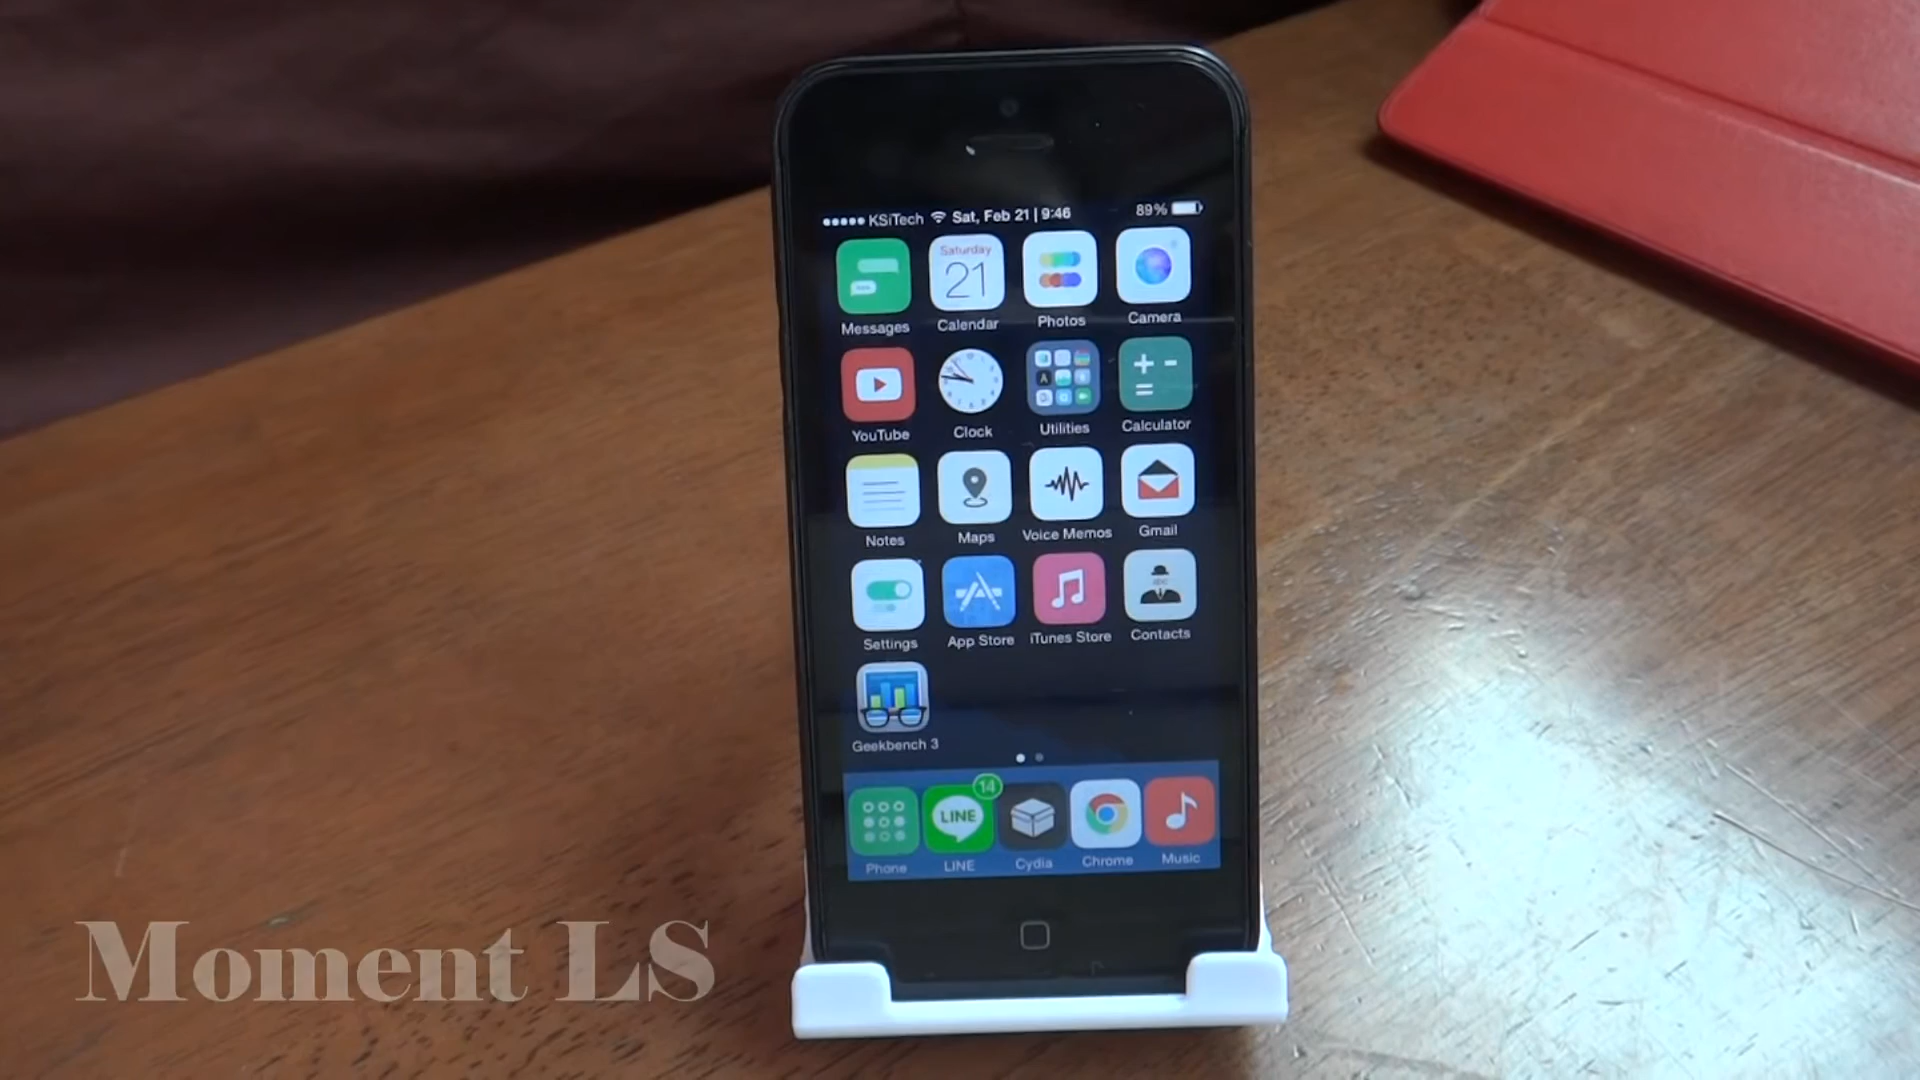 ●●●●● KSiTech Sat, Feb 21 | 9:46 89%
Saturday
21
Messages Calendar Photos Camera
YouTube Clock Utilities Calculator
Notes Maps Voice Memos Gmail
Settings App Store iTunes Store Contacts
Geekbench 3
14
LINE
Phone LINE Cydia Chrome Music
Moment LS